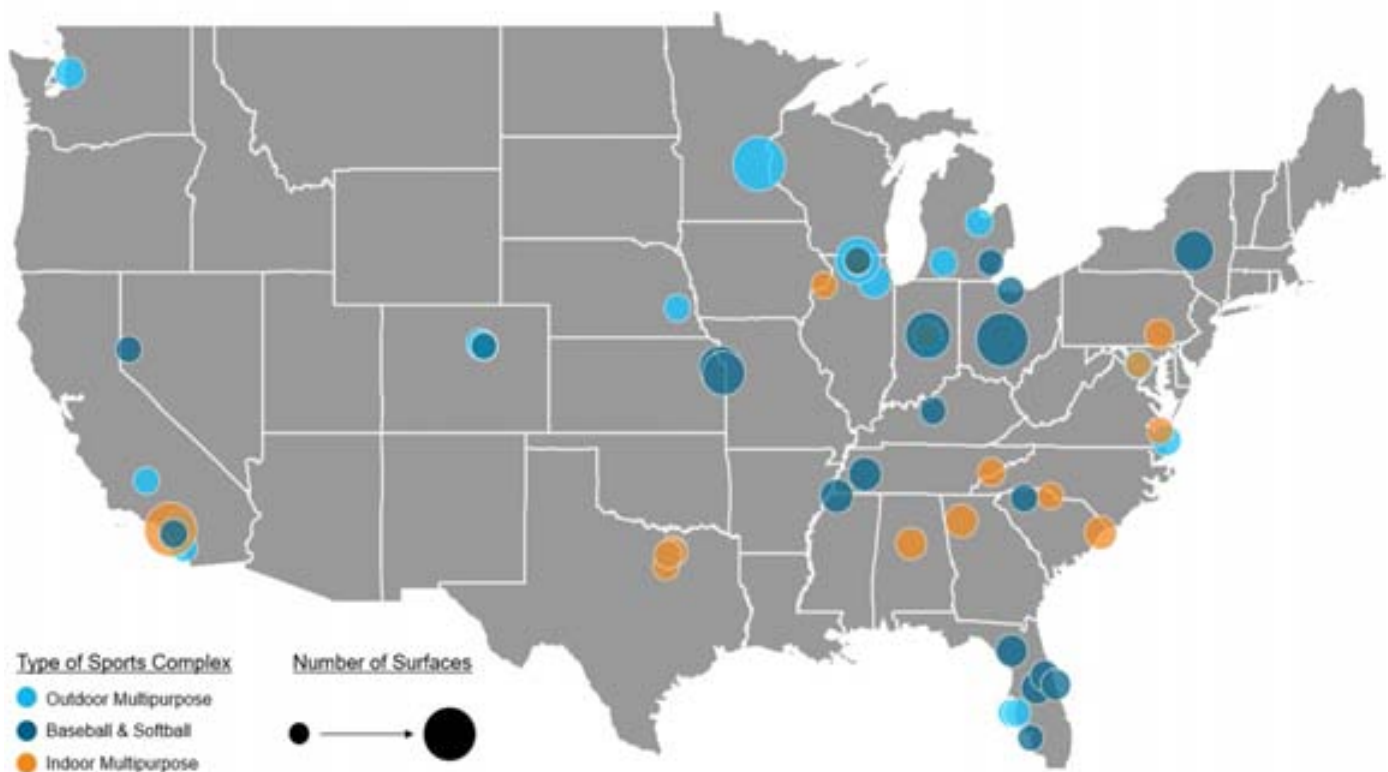 Type of Sports Complex
Number of Surfaces
Outdoor Multipurpose
Baseball & Softball
Indoor Multipurpose